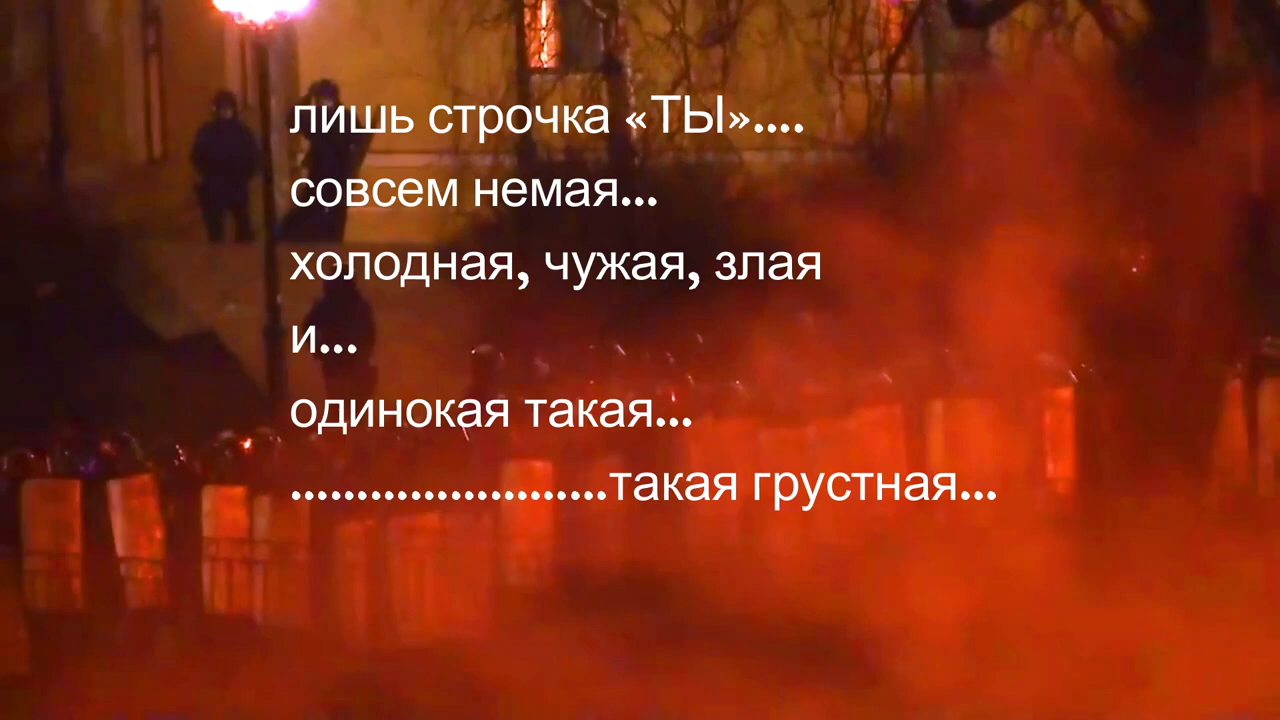 лишь строчка «ТЫ»....
совсем немая...
холодная, чужая, злая
и...
одинокая такая...
........................такая грустная...